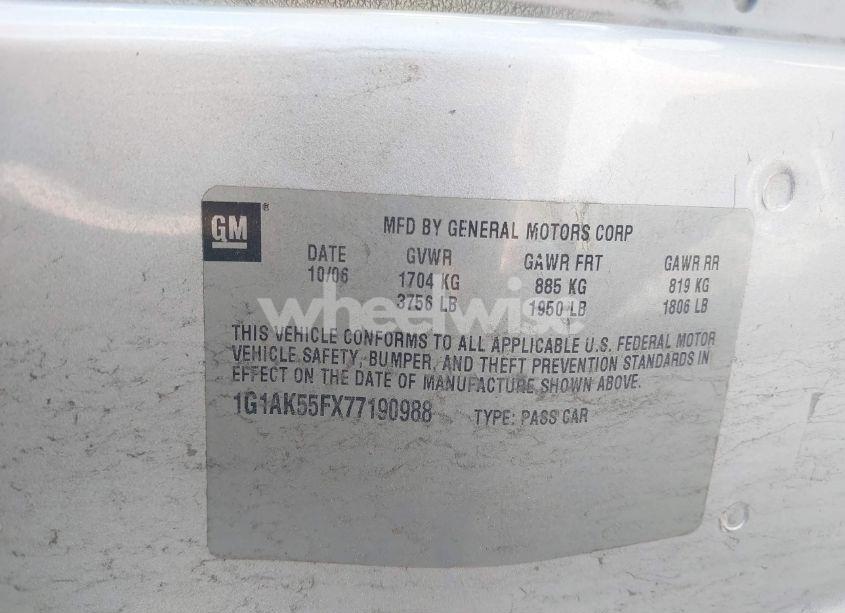 GM ®
MFD BY GENERAL MOTORS CORP
DATE GVWR GAWR FRT GAWR RR
10/06 1704 KG 885 KG 819 KG
3756 LB 1950 LB 1806 LB
wheelwise
THIS VEHICLE CONFORMS TO ALL APPLICABLE U.S. FEDERAL MOTOR
VEHICLE SAFETY, BUMPER, AND THEFT PREVENTION STANDARDS IN
EFFECT ON THE DATE OF MANUFACTURE SHOWN ABOVE.
1G1AK55FX77190988 TYPE: PASS CAR